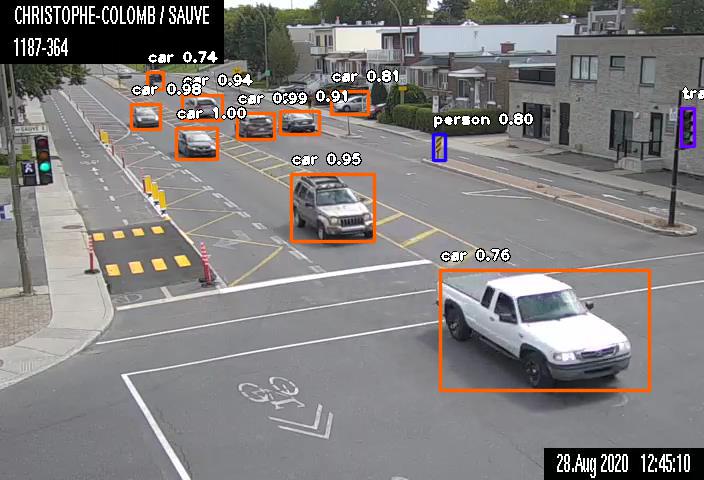 CHRISTOPHE-COLOMB / SAUVE
1187-364
car 0.74
car 0.94
car 0.98
car 0.81
car 0.99
0.91
car 1.00
person 0.80
tra
car 0.95
car 0.76
SAUVÉ
28.Aug 2020 12:45:10